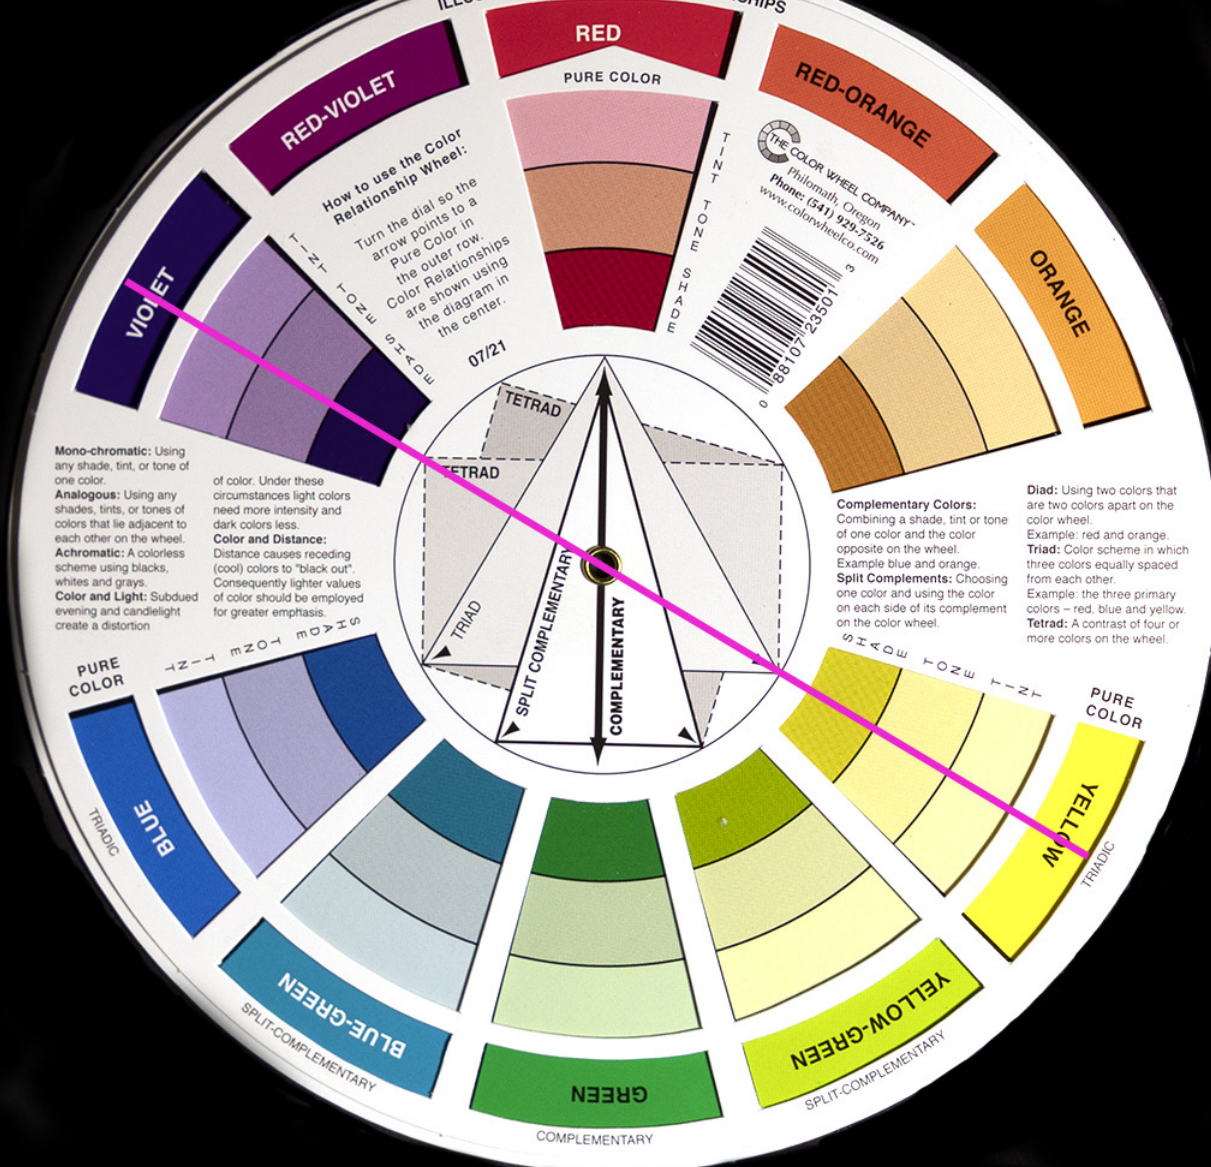 RED
PURE COLOR
RED-VIOLET
RED-ORANGE
VIOLET
ORANGE
How to use the Color
Relationship Wheel:
Turn the dial so the
arrow points to a
Pure Color in
the outer row.
Color Relationships
are shown using
the diagram in
the center.
07/21
TINT TONE SHADE
TINT TONE SHADE
THE COLOR WHEEL COMPANY™
Philomath, Oregon
Phone: (541) 929-7526
www.colorwheelco.com
0 88107 23501 3
TETRAD
TETRAD
TRIAD
SPLIT COMPLEMENTARY
COMPLEMENTARY
Mono-chromatic: Using
any shade, tint, or tone of
one color.
Analogous: Using any
shades, tints, or tones of
colors that lie adjacent to
each other on the wheel.
Achromatic: A colorless
scheme using blacks,
whites and grays.
Color and Light: Subdued
evening and candlelight
create a distortion
of color. Under these
circumstances light colors
need more intensity and
dark colors less.
Color and Distance:
Distance causes receding
(cool) colors to "black out".
Consequently lighter values
of color should be employed
for greater emphasis.
Complementary Colors:
Combining a shade, tint or tone
of one color and the color
opposite on the wheel.
Example blue and orange.
Split Complements: Choosing
one color and using the color
on each side of its complement
on the color wheel.
Diad: Using two colors that
are two colors apart on the
color wheel.
Example: red and orange.
Triad: Color scheme in which
three colors equally spaced
from each other.
Example: the three primary
colors – red, blue and yellow.
Tetrad: A contrast of four or
more colors on the wheel.
SHADE TONE TINT
SHADE TONE TINT
PURE
COLOR
PURE
COLOR
BLUE
TRIADIC
YELLOW
TRIADIC
BLUE-GREEN
SPLIT-COMPLEMENTARY
GREEN
COMPLEMENTARY
YELLOW-GREEN
SPLIT-COMPLEMENTARY